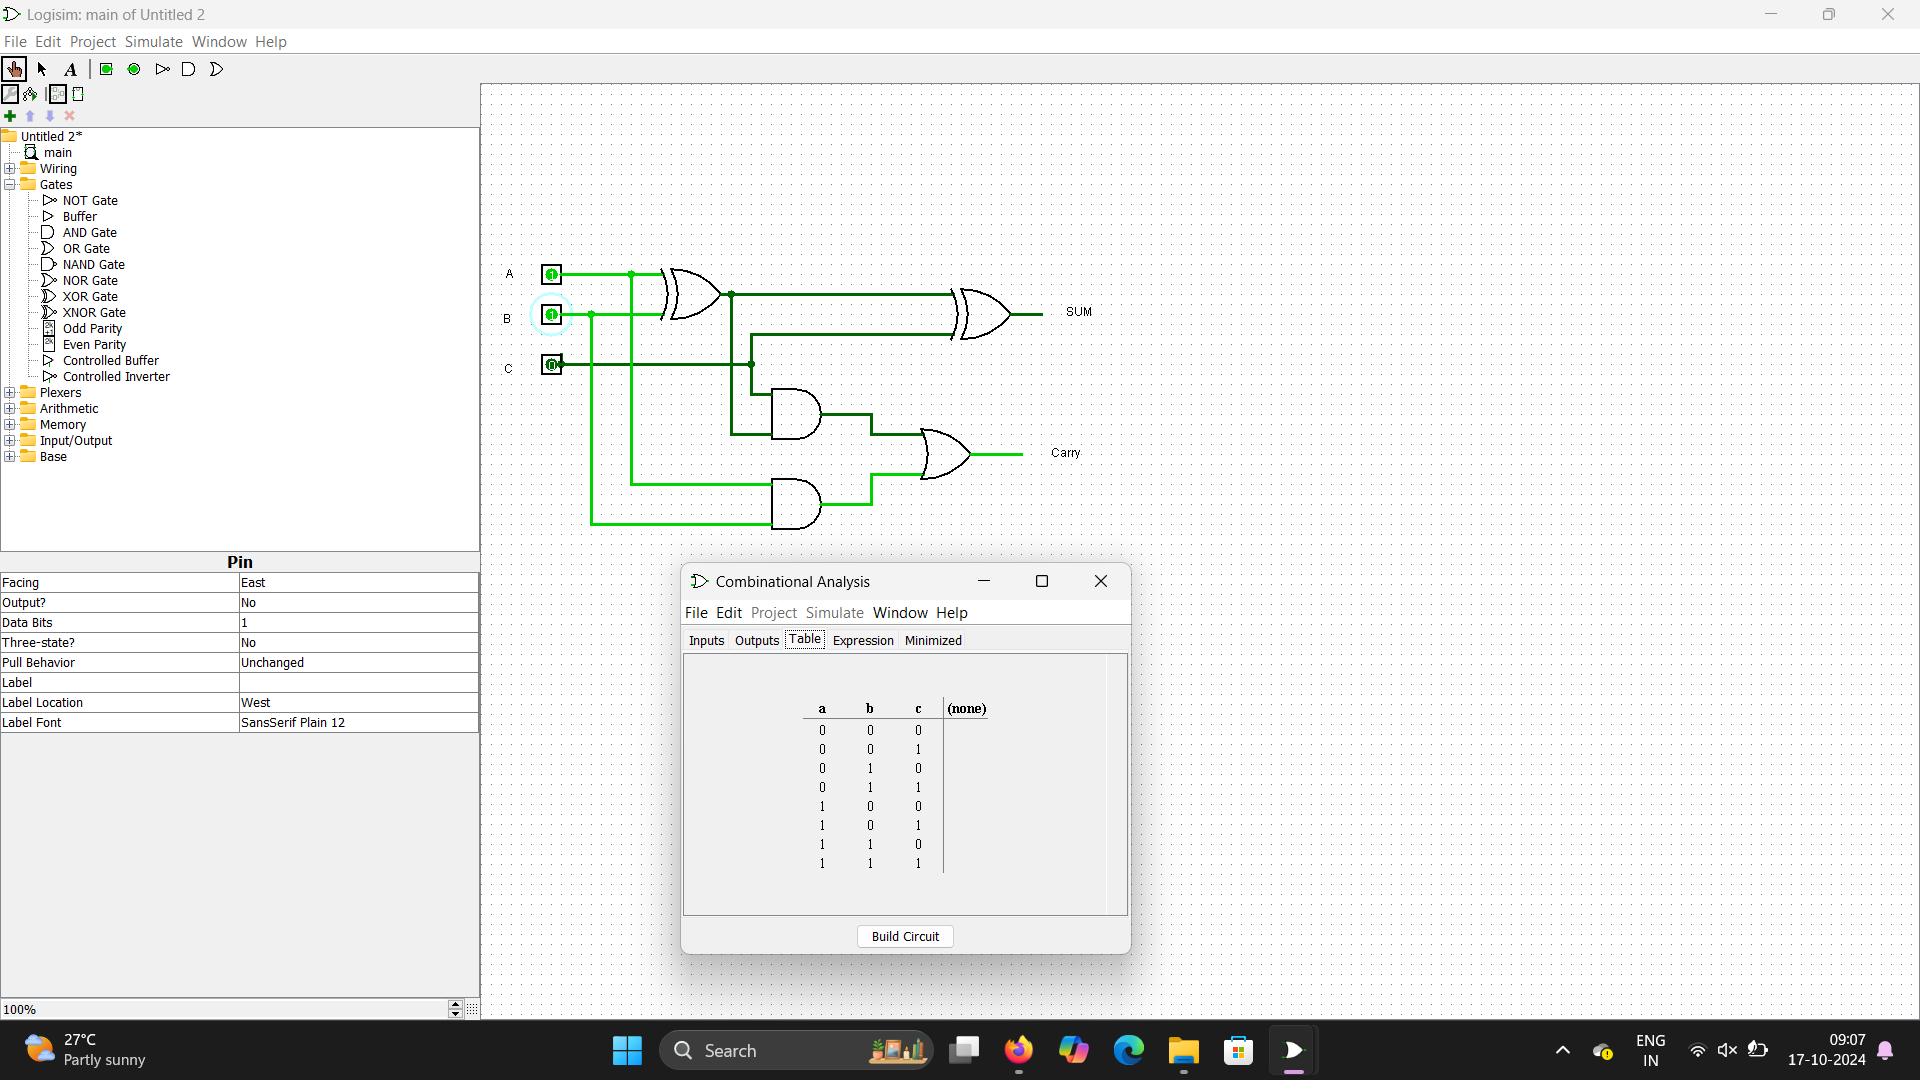 Logisim: main of Untitled 2
File Edit Project Simulate Window Help
A
Untitled 2*
main
Wiring
Gates
NOT Gate
Buffer
AND Gate
OR Gate
NAND Gate
NOR Gate
XOR Gate
XNOR Gate
Odd Parity
Even Parity
Controlled Buffer
Controlled Inverter
Plexers
Arithmetic
Memory
Input/Output
Base
Pin
Facing East
Output? No
Data Bits 1
Three-state? No
Pull Behavior Unchanged
Label
Label Location West
Label Font SansSerif Plain 12
100%
A 1
B 1
C 0
SUM
Carry
Combinational Analysis
File Edit Project Simulate Window Help
Inputs Outputs Table Expression Minimized
a b c (none)
0 0 0
0 0 1
0 1 0
0 1 1
1 0 0
1 0 1
1 1 0
1 1 1
Build Circuit
27°C
Partly sunny
Search
ENG
IN
09:07
17-10-2024